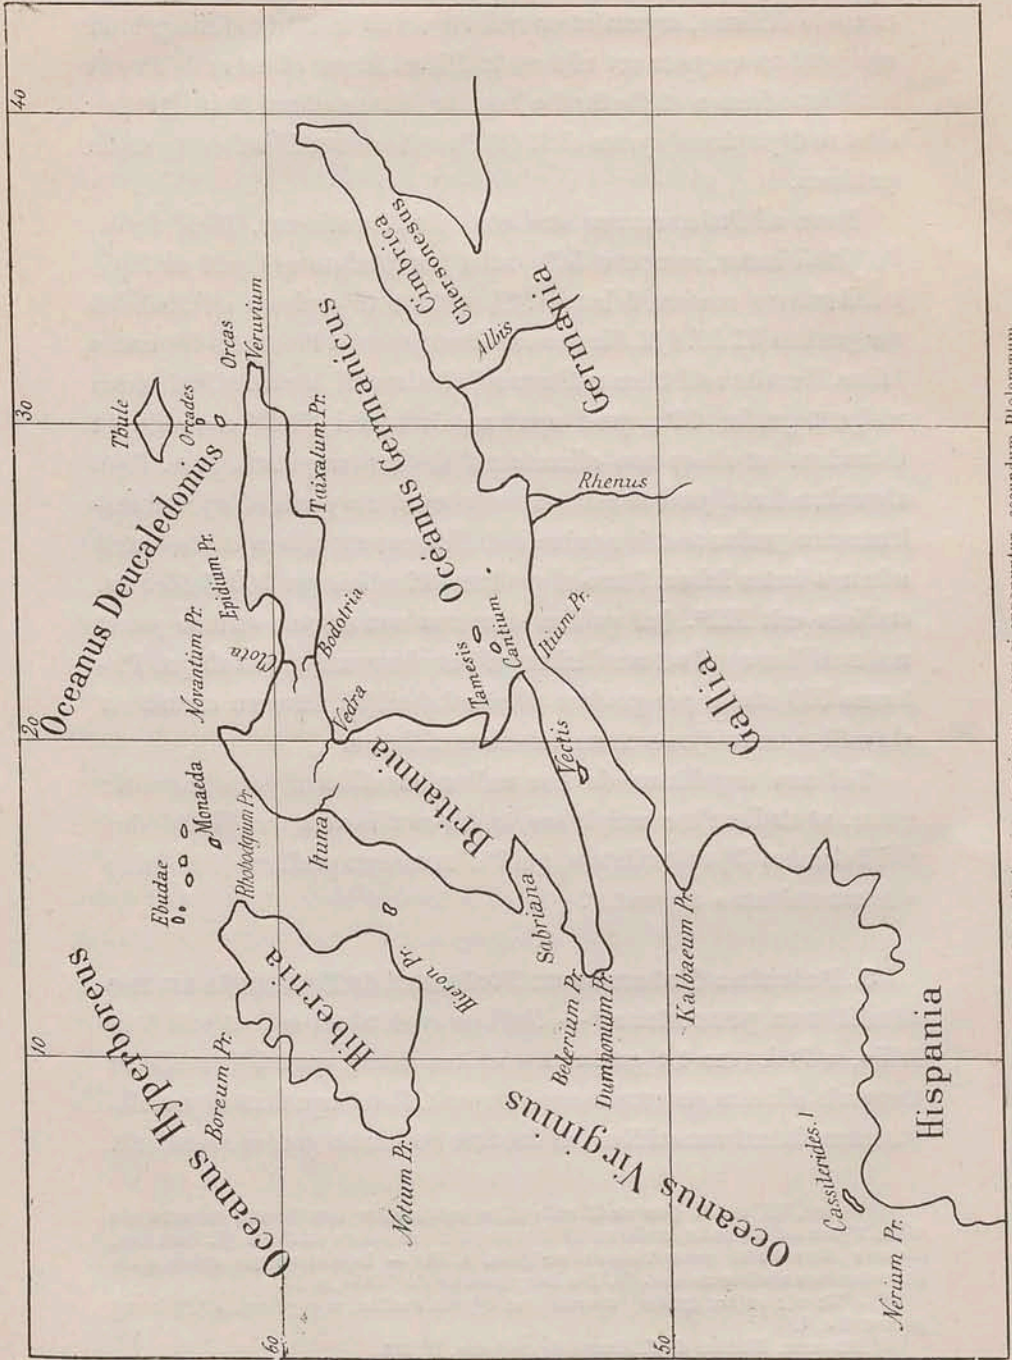 40
30
20
10
60
50
Thule
Orcades
Orcas
Veruvium
Oceanus Deucaledonius
Taixalum Pr.
Epidium Pr.
Novantum Pr.
Clota
Bodotria
Vedra
Oceanus Germanicus
Cimbrica
Chersonesus
Albis
Germania
Rhenus
Tamesis
Cantium
Itium Pr.
Vectis
Gallia
Britannia
Ituna
Sabriana
Monaeda
Ebudae
Rhobodgium Pr.
Hibernia
Hieron Pr.
Oceanus Hyperboreus
Boreum Pr.
Notium Pr.
Belerium Pr.
Dumnonium Pr.
Oceanus Virginius
Kalbaeum Pr.
Cassiterides. I
Nerium Pr.
Hispania